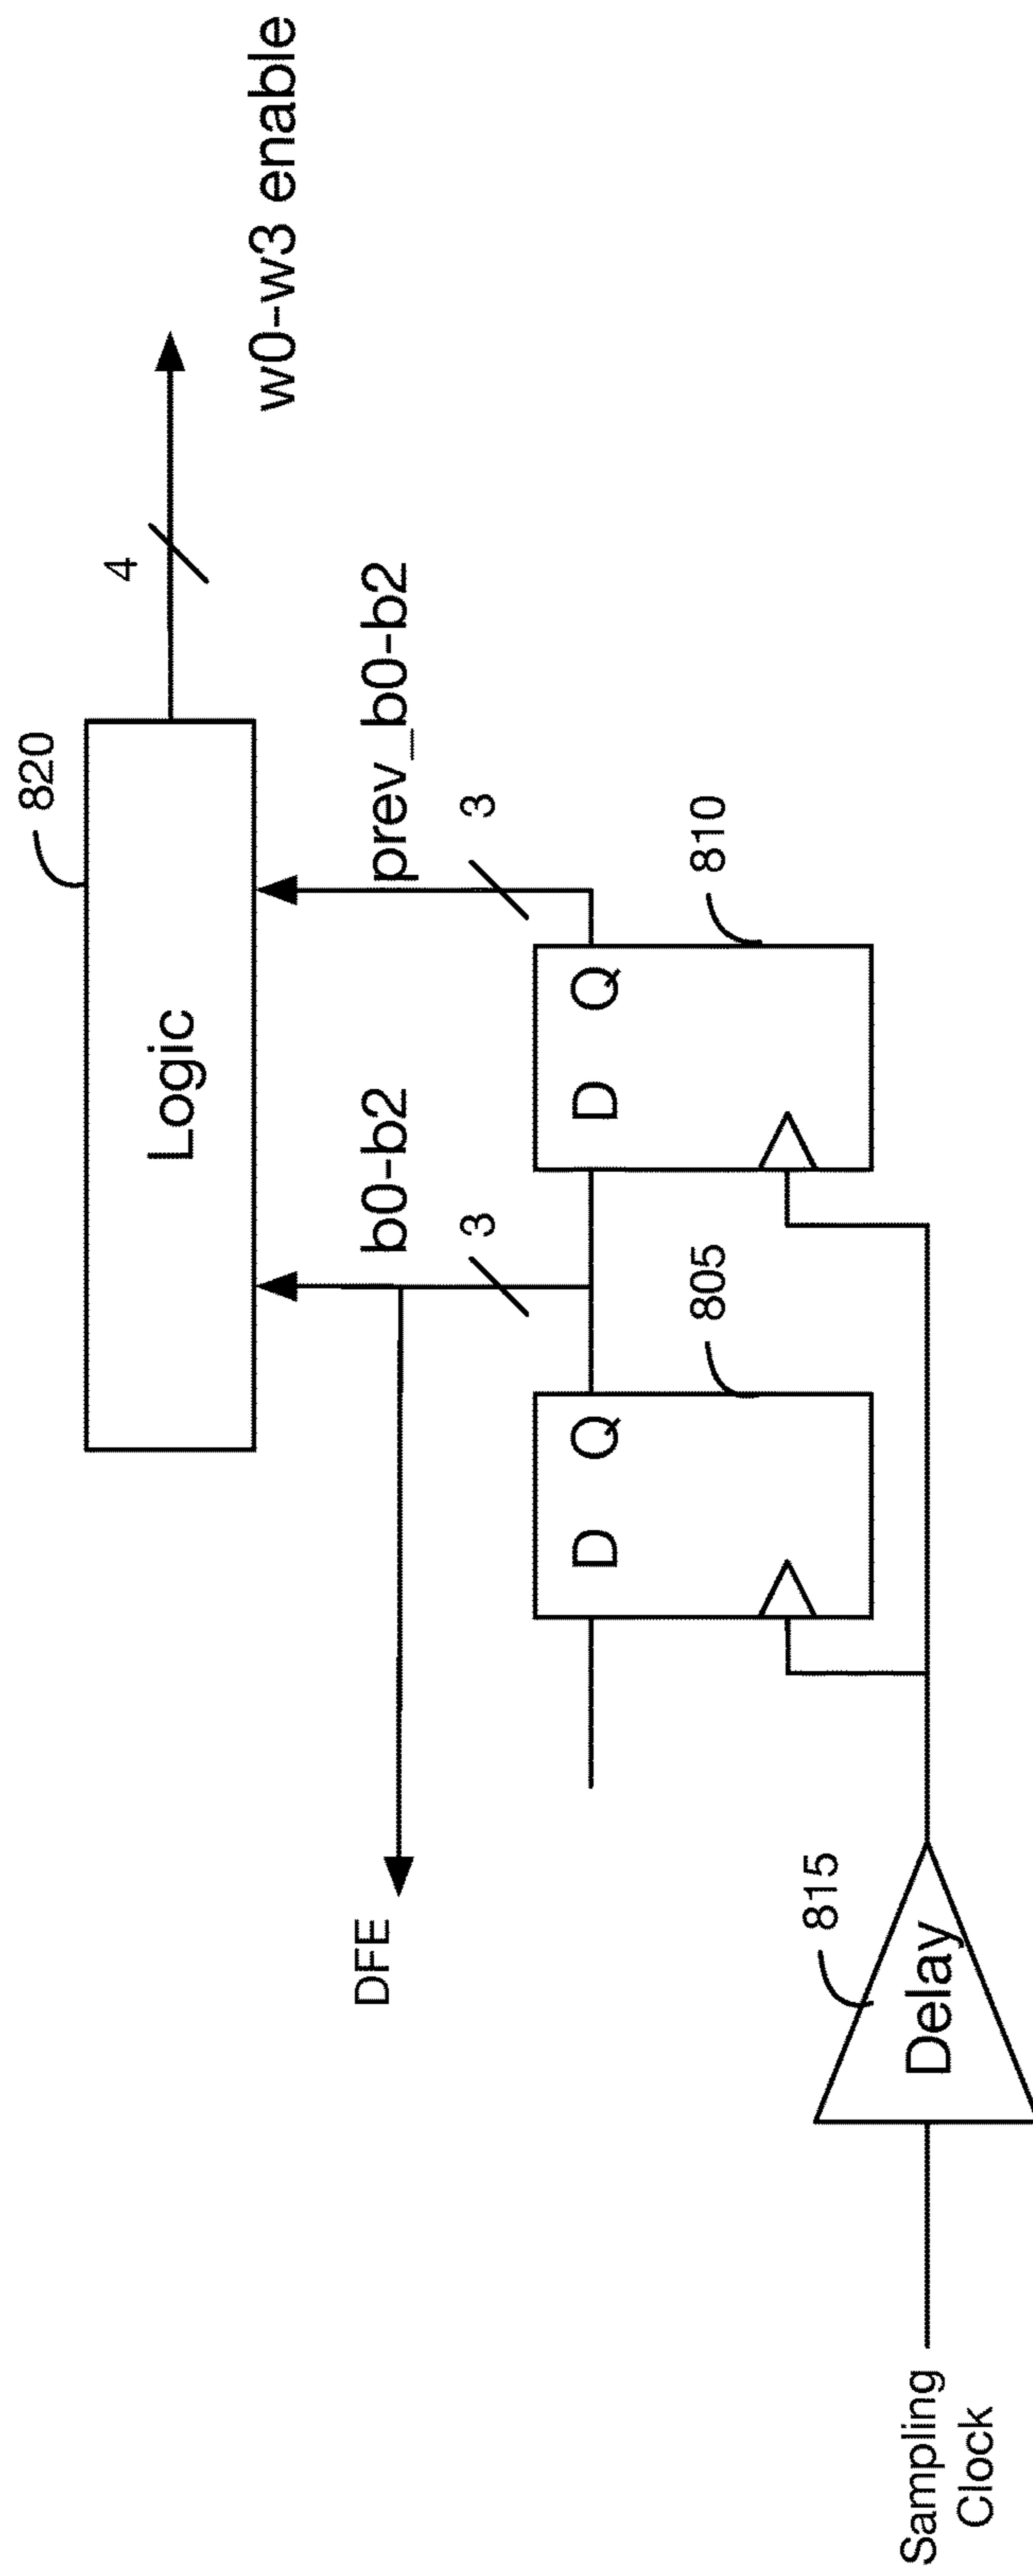 820
Logic
4
w0-w3 enable
DFE
b0-b2
prev_b0-b2
3
3
D Q
805
D Q
810
815
Delay
Sampling
Clock